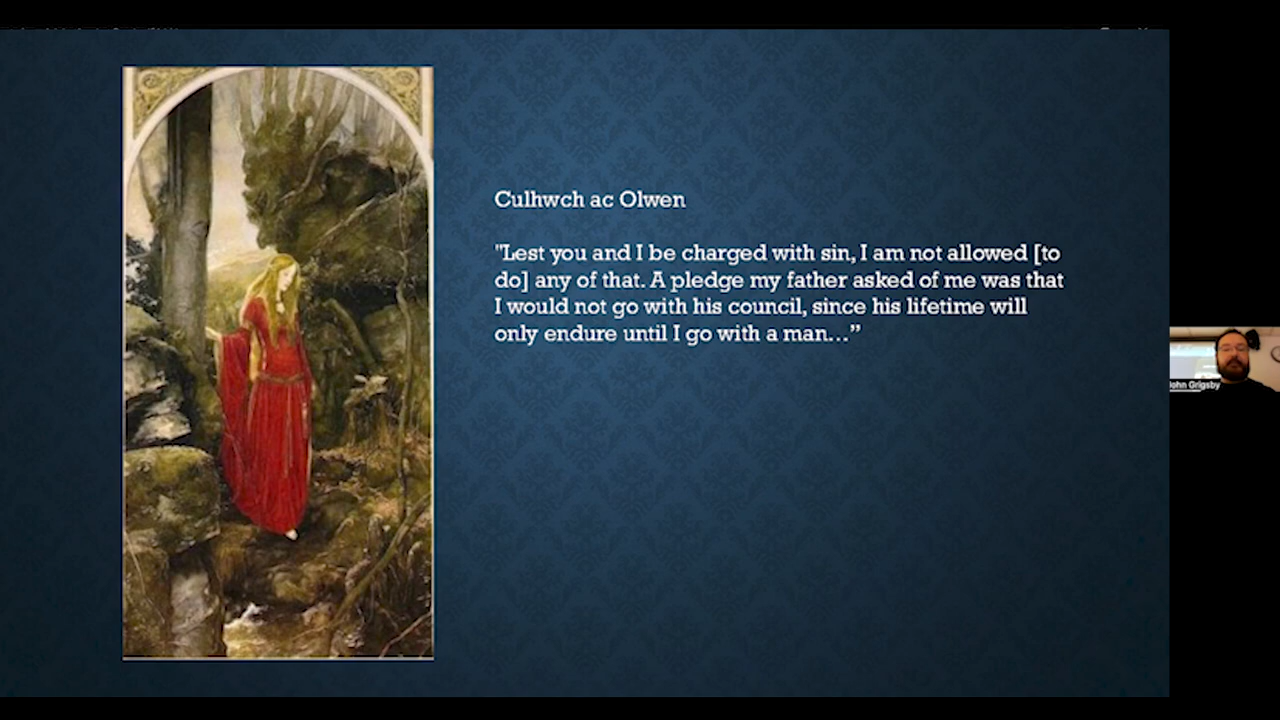 Culhwch ac Olwen
"Lest you and I be charged with sin, I am not allowed [to
do] any of that. A pledge my father asked of me was that
I would not go with his council, since his lifetime will
only endure until I go with a man…”
John Grigsby